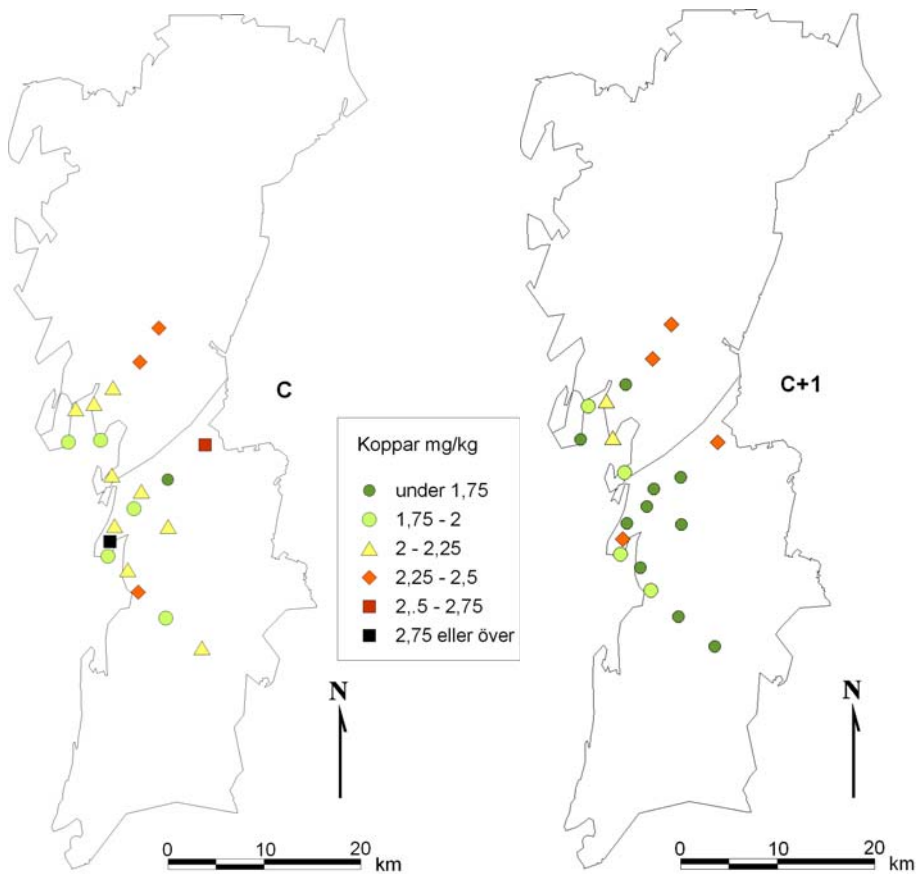 C
C+1
Koppar mg/kg
under 1,75
1,75 - 2
2 - 2,25
2,25 - 2,5
2,.5 - 2,75
2,75 eller över
N
N
0 10 20
km
0 10 20
km